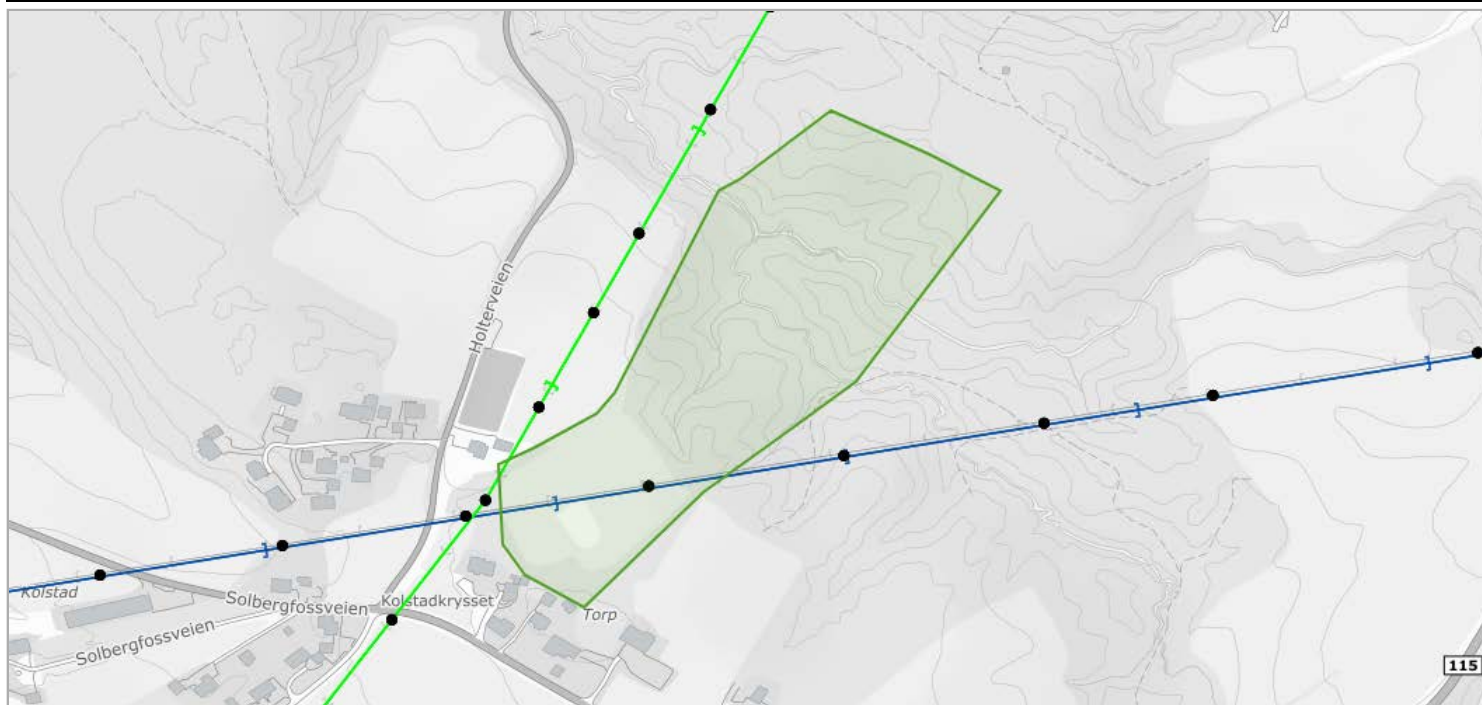 Holterveien
Kolstad
Solbergfossveien
Kolstadkrysset
Torp
Solbergfossveien
115